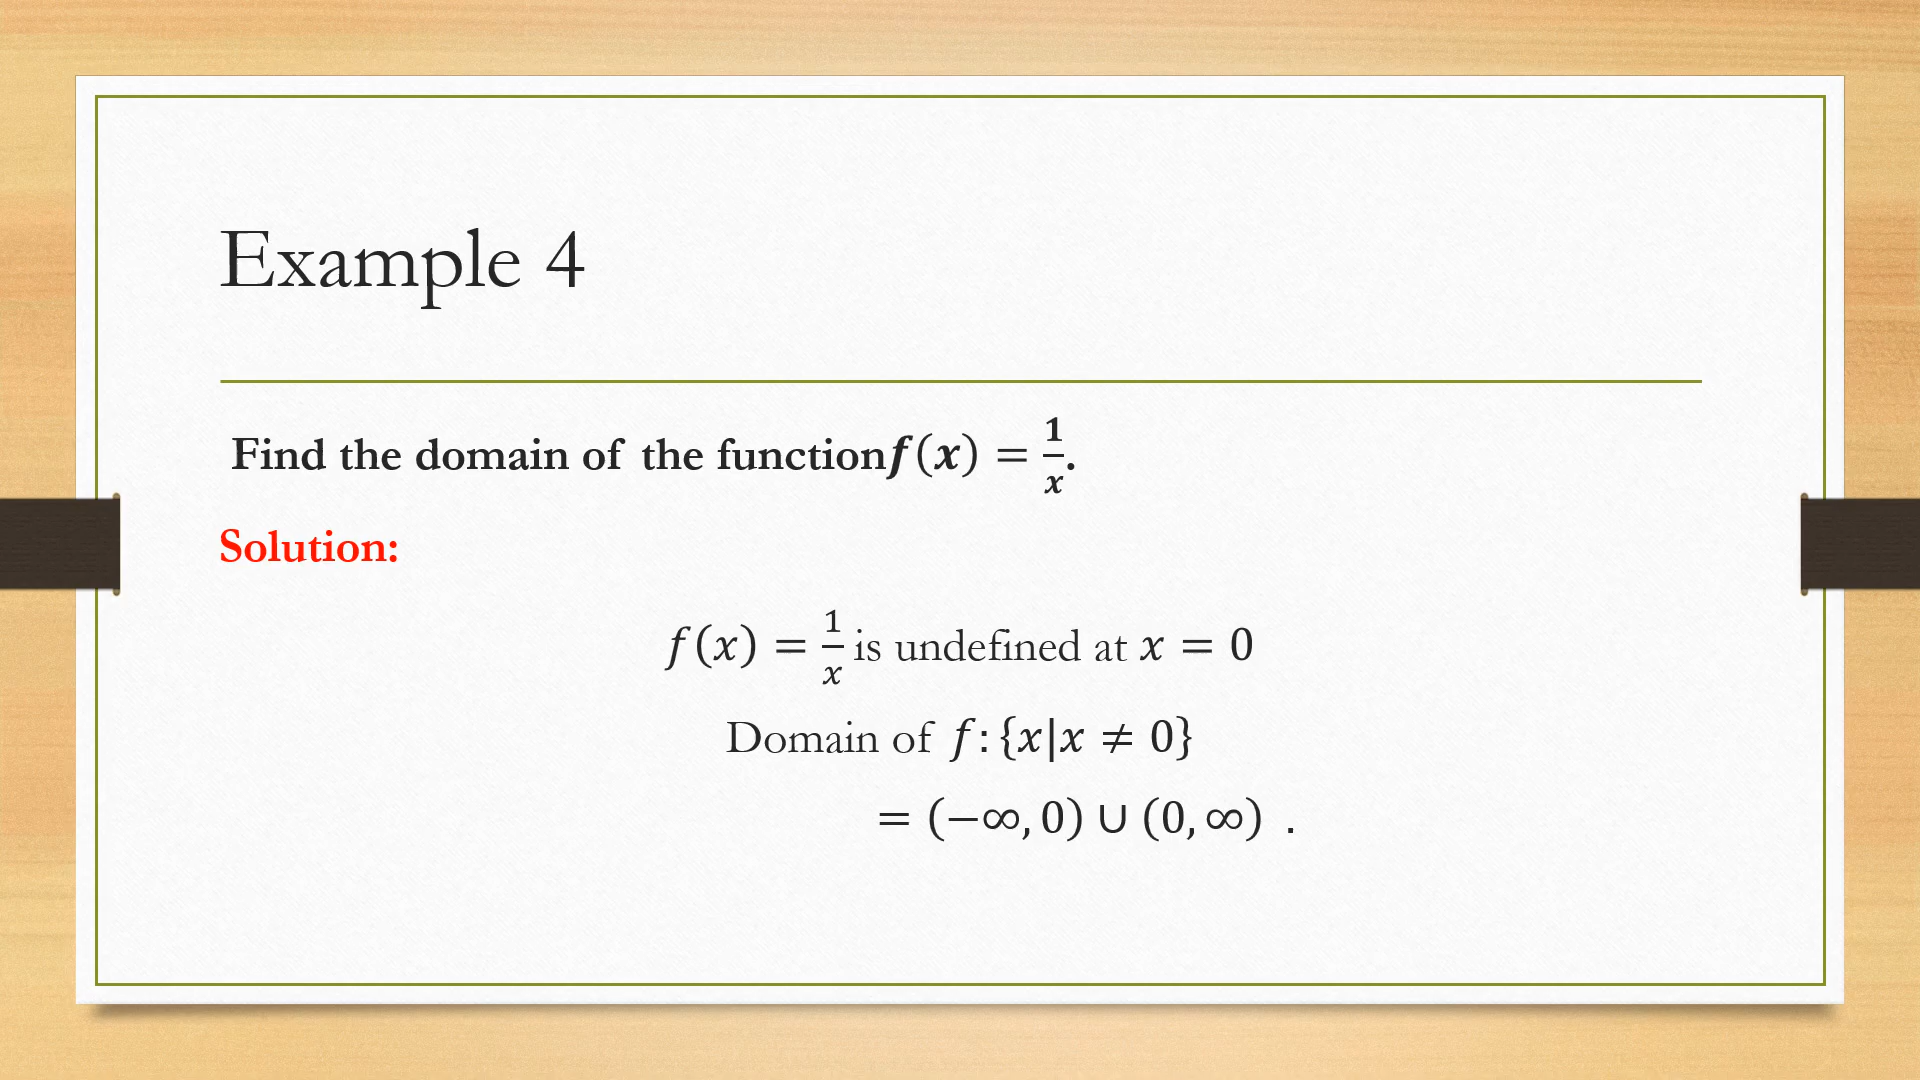 Example 4
Find the domain of the function f(x) = 1/x.
Solution:
f(x) = 1/x is undefined at x = 0
Domain of f: {x|x ≠ 0}
= (−∞, 0) ∪ (0, ∞) .